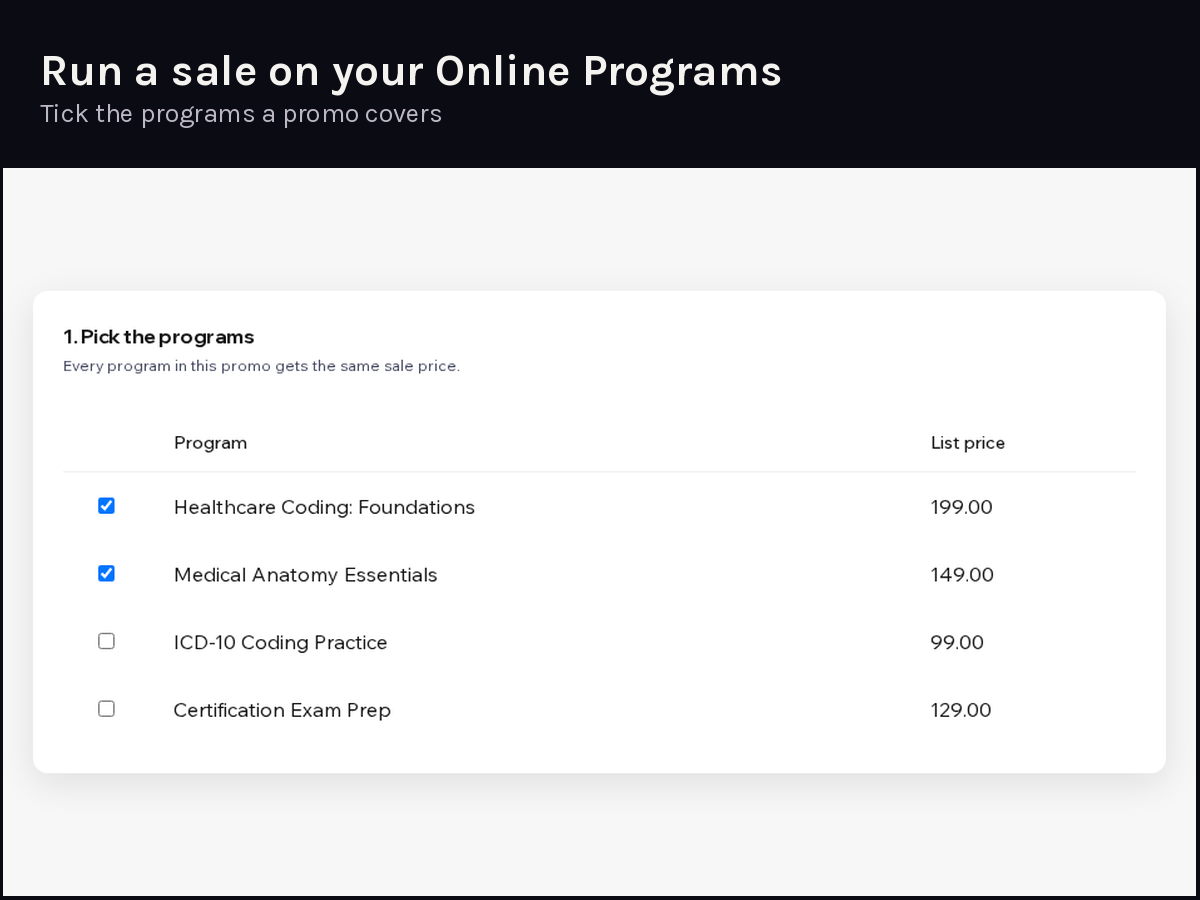 Run a sale on your Online Programs
Tick the programs a promo covers
1. Pick the programs
Every program in this promo gets the same sale price.
Program List price
Healthcare Coding: Foundations 199.00
Medical Anatomy Essentials 149.00
ICD-10 Coding Practice 99.00
Certification Exam Prep 129.00